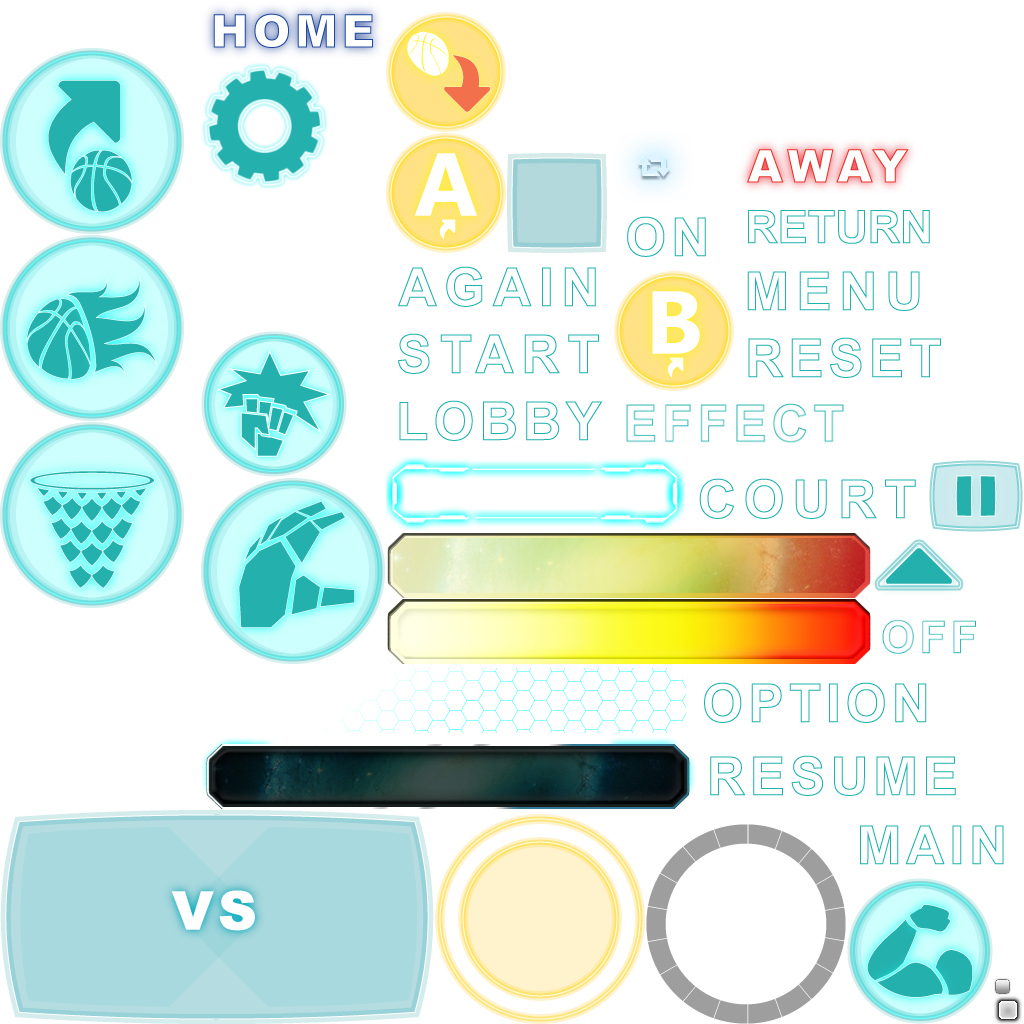 HOME
A
AWAY
ON
RETURN
AGAIN
B
MENU
START
RESET
LOBBY
EFFECT
COURT
OFF
OPTION
RESUME
MAIN
VS